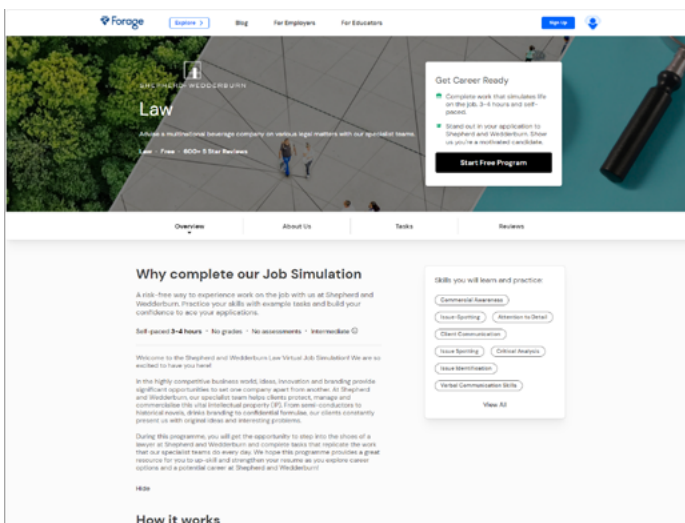 Forage
Explore >
Blog
For Employers
For Educators
Sign Up
SHEPHERD+WEDDERBURN
Law
Advise a multinational beverage company on various legal matters with our specialist teams.
Law · Free · 600+ 5 Star Reviews
Get Career Ready
Complete work that simulates life
on the job. 3-4 hours and self-
paced.
Stand out in your application to
Shepherd and Wedderburn. Show
us you're a motivated candidate.
Start Free Program
Overview
About Us
Tasks
Reviews
Why complete our Job Simulation
A risk-free way to experience work on the job with us at Shepherd and
Wedderburn. Practice your skills with example tasks and build your
confidence to ace your applications.
Self-paced 3-4 hours · No grades · No assessments · Intermediate
Welcome to the Shepherd and Wedderburn Law Virtual Job Simulation! We are so
excited to have you here!
In the highly competitive business world, ideas, innovation and branding provide
significant opportunities to set one company apart from another. At Shepherd
and Wedderburn, our specialist team helps clients protect, manage and
commercialise this vital intellectual property (IP). From semi-conductors to
historical novels, drinks branding to confidential formulae, our clients constantly
present us with original ideas and interesting problems.
During this programme, you will get the opportunity to step into the shoes of a
lawyer at Shepherd and Wedderburn and complete tasks that replicate the work
that our specialist teams do every day. We hope this programme provides a great
resource for you to up-skill and strengthen your resume as you explore career
options and a potential career at Shepherd and Wedderburn!
Hide
How it works
Skills you will learn and practice:
Commercial Awareness
Issue-Spotting
Attention to Detail
Client Communication
Issue Spotting
Critical Analysis
Issue Identification
Verbal Communication Skills
View All